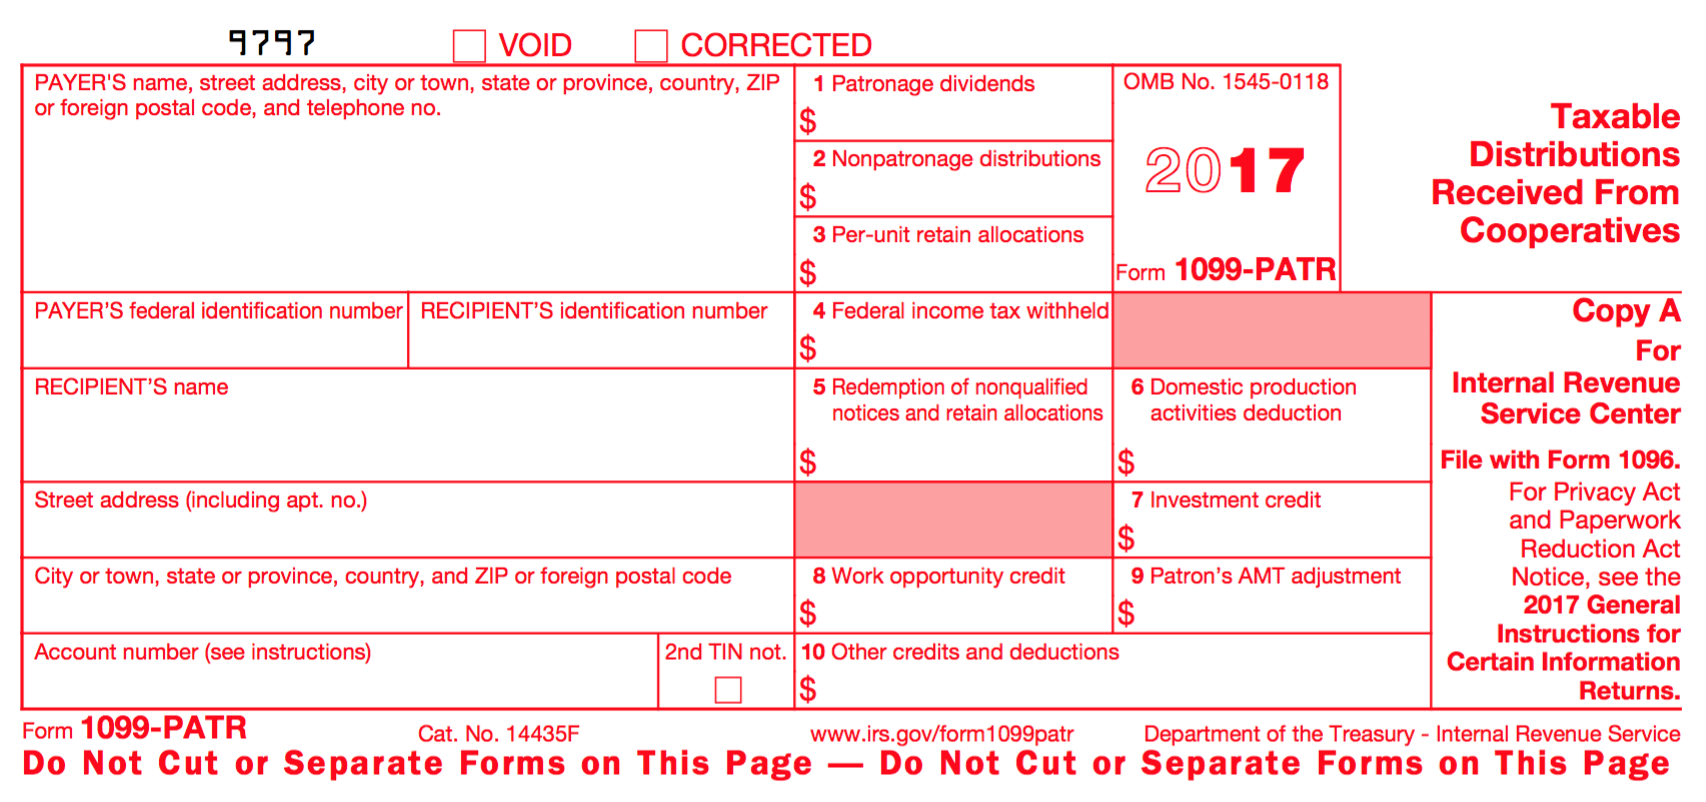 9797
VOID
CORRECTED
PAYER'S name, street address, city or town, state or province, country, ZIP
or foreign postal code, and telephone no.
1 Patronage dividends
$
2 Nonpatronage distributions
$
3 Per-unit retain allocations
$
OMB No. 1545-0118
2017
Form 1099-PATR
Taxable
Distributions
Received From
Cooperatives
PAYER'S federal identification number
RECIPIENT'S identification number
4 Federal income tax withheld
$
Copy A
For
Internal Revenue
Service Center
File with Form 1096.
For Privacy Act
and Paperwork
Reduction Act
Notice, see the
2017 General
Instructions for
Certain Information
Returns.
RECIPIENT'S name
5 Redemption of nonqualified
notices and retain allocations
$
6 Domestic production
activities deduction
$
Street address (including apt. no.)
7 Investment credit
$
City or town, state or province, country, and ZIP or foreign postal code
8 Work opportunity credit
$
9 Patron's AMT adjustment
$
Account number (see instructions)
2nd TIN not.
10 Other credits and deductions
$
Form 1099-PATR
Cat. No. 14435F
www.irs.gov/form1099patr
Department of the Treasury - Internal Revenue Service
Do Not Cut or Separate Forms on This Page — Do Not Cut or Separate Forms on This Page